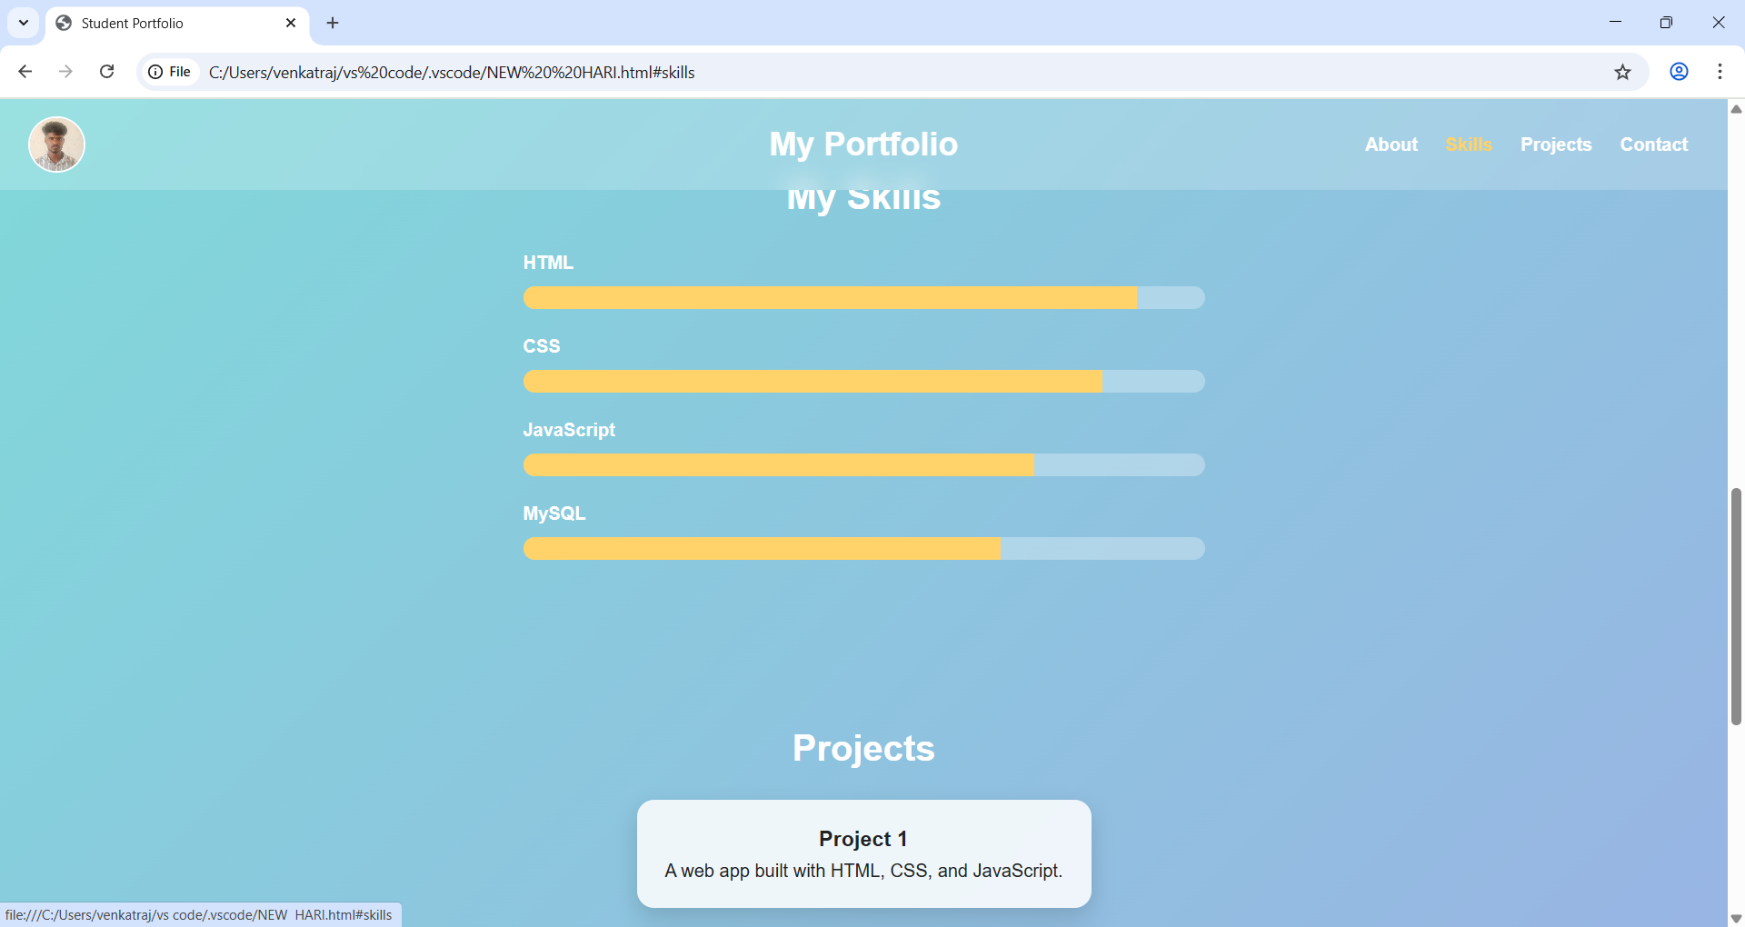 Student Portfolio
File C:/Users/venkatraj/vs%20code/.vscode/NEW%20%20HARI.html#skills
My Portfolio
About Skills Projects Contact
My Skills
HTML
CSS
JavaScript
MySQL
Projects
Project 1
A web app built with HTML, CSS, and JavaScript.
file:///C:/Users/venkatraj/vs code/.vscode/NEW  HARI.html#skills